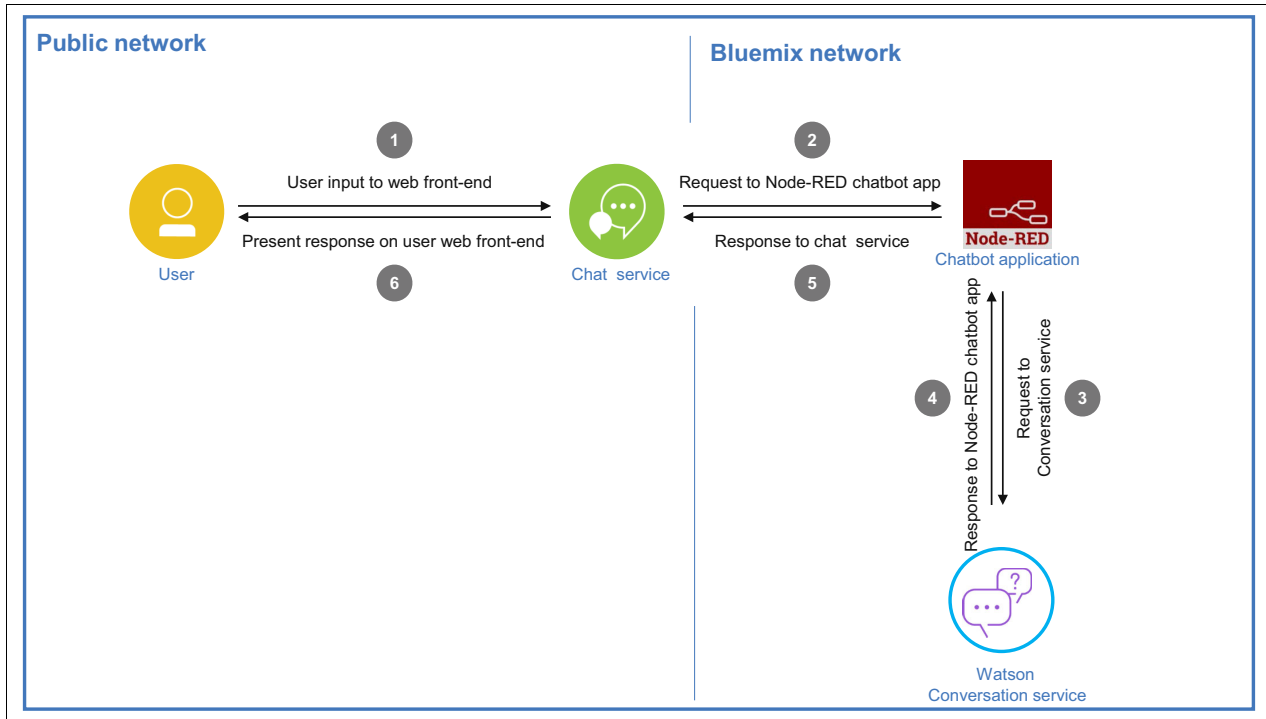 Public network
Bluemix network
1
2
User input to web front-end
Request to Node-RED chatbot app
Present response on user web front-end
Response to chat service
Node-RED
User
Chat service
Chatbot application
6
5
Response to Node-RED chatbot app
Request to
Conversation service
4
3
?
Watson
Conversation service